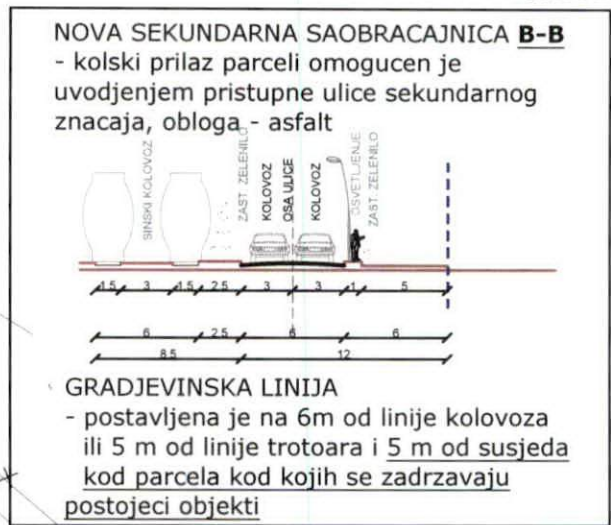 NOVA SEKUNDARNA SAOBRACAJNICA B-B
- kolski prilaz parceli omogucen je
uvodjenjem pristupne ulice sekundarnog
znacaja, obloga - asfalt
SINSKI KOLOVOZ
ZAST. ZELENILO
KOLOVOZ
OSA ULICE
KOLOVOZ
OSVETLJENJE
ZAST. ZELENILO
1.5 3 1.5 2.5 3 3 1 5
6 2.5 6 6
8.5 12
GRADJEVINSKA LINIJA
- postavljena je na 6m od linije kolovoza
ili 5 m od linije trotoara i 5 m od susjeda
kod parcela kod kojih se zadrzavaju
postojeci objekti